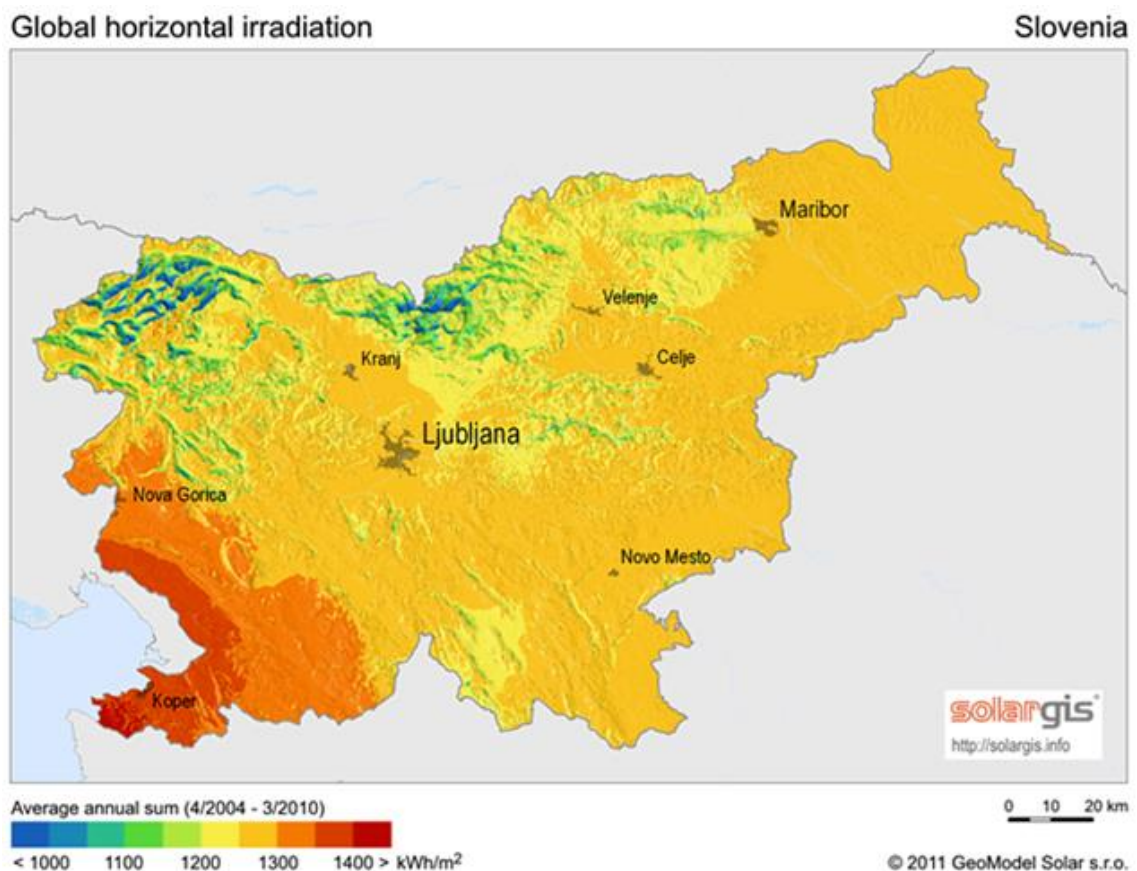 Global horizontal irradiation
Slovenia
Maribor
Velenje
Kranj
Celje
Ljubljana
Nova Gorica
Novo Mesto
Koper
solargis
http://solargis.info
Average annual sum (4/2004 - 3/2010)
0 10 20 km
< 1000 1100 1200 1300 1400 > kWh/m²
© 2011 GeoModel Solar s.r.o.